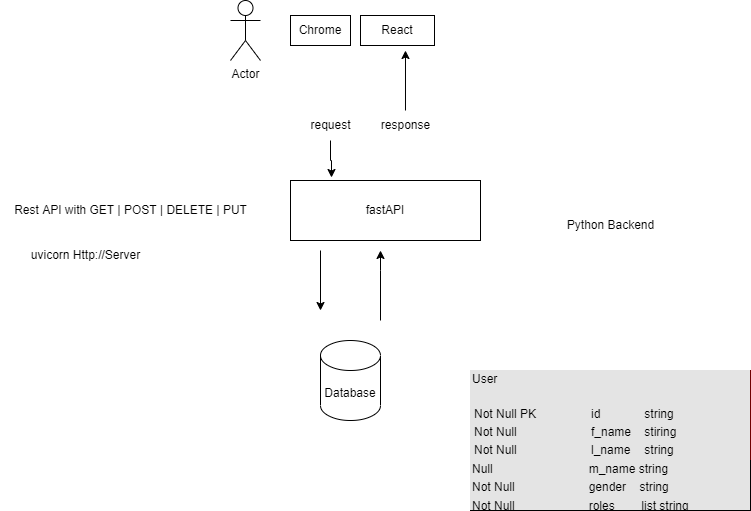 Chrome
React
Actor
request
response
Rest API with GET | POST | DELETE | PUT
fastAPI
Python Backend
uvicorn Http://Server
Database
User
Not Null PK id string
Not Null f_name stiring
Not Null l_name string
Null m_name string
Not Null gender string
Not Null roles list string